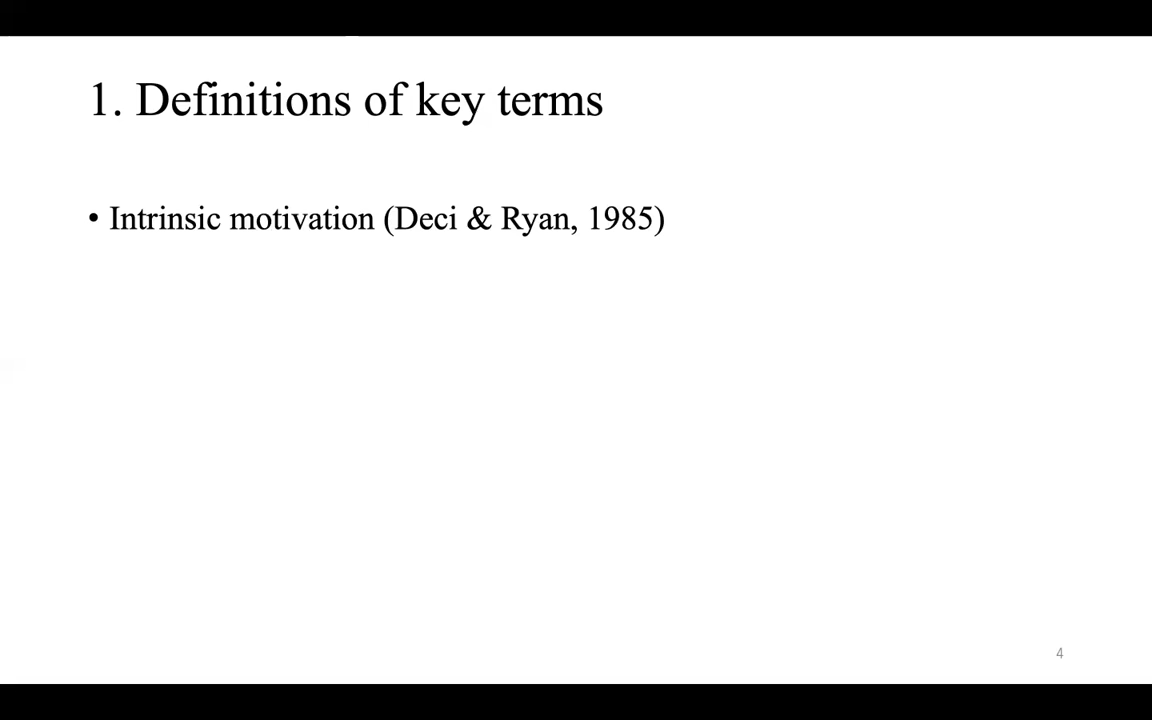 1. Definitions of key terms
• Intrinsic motivation (Deci & Ryan, 1985)
4